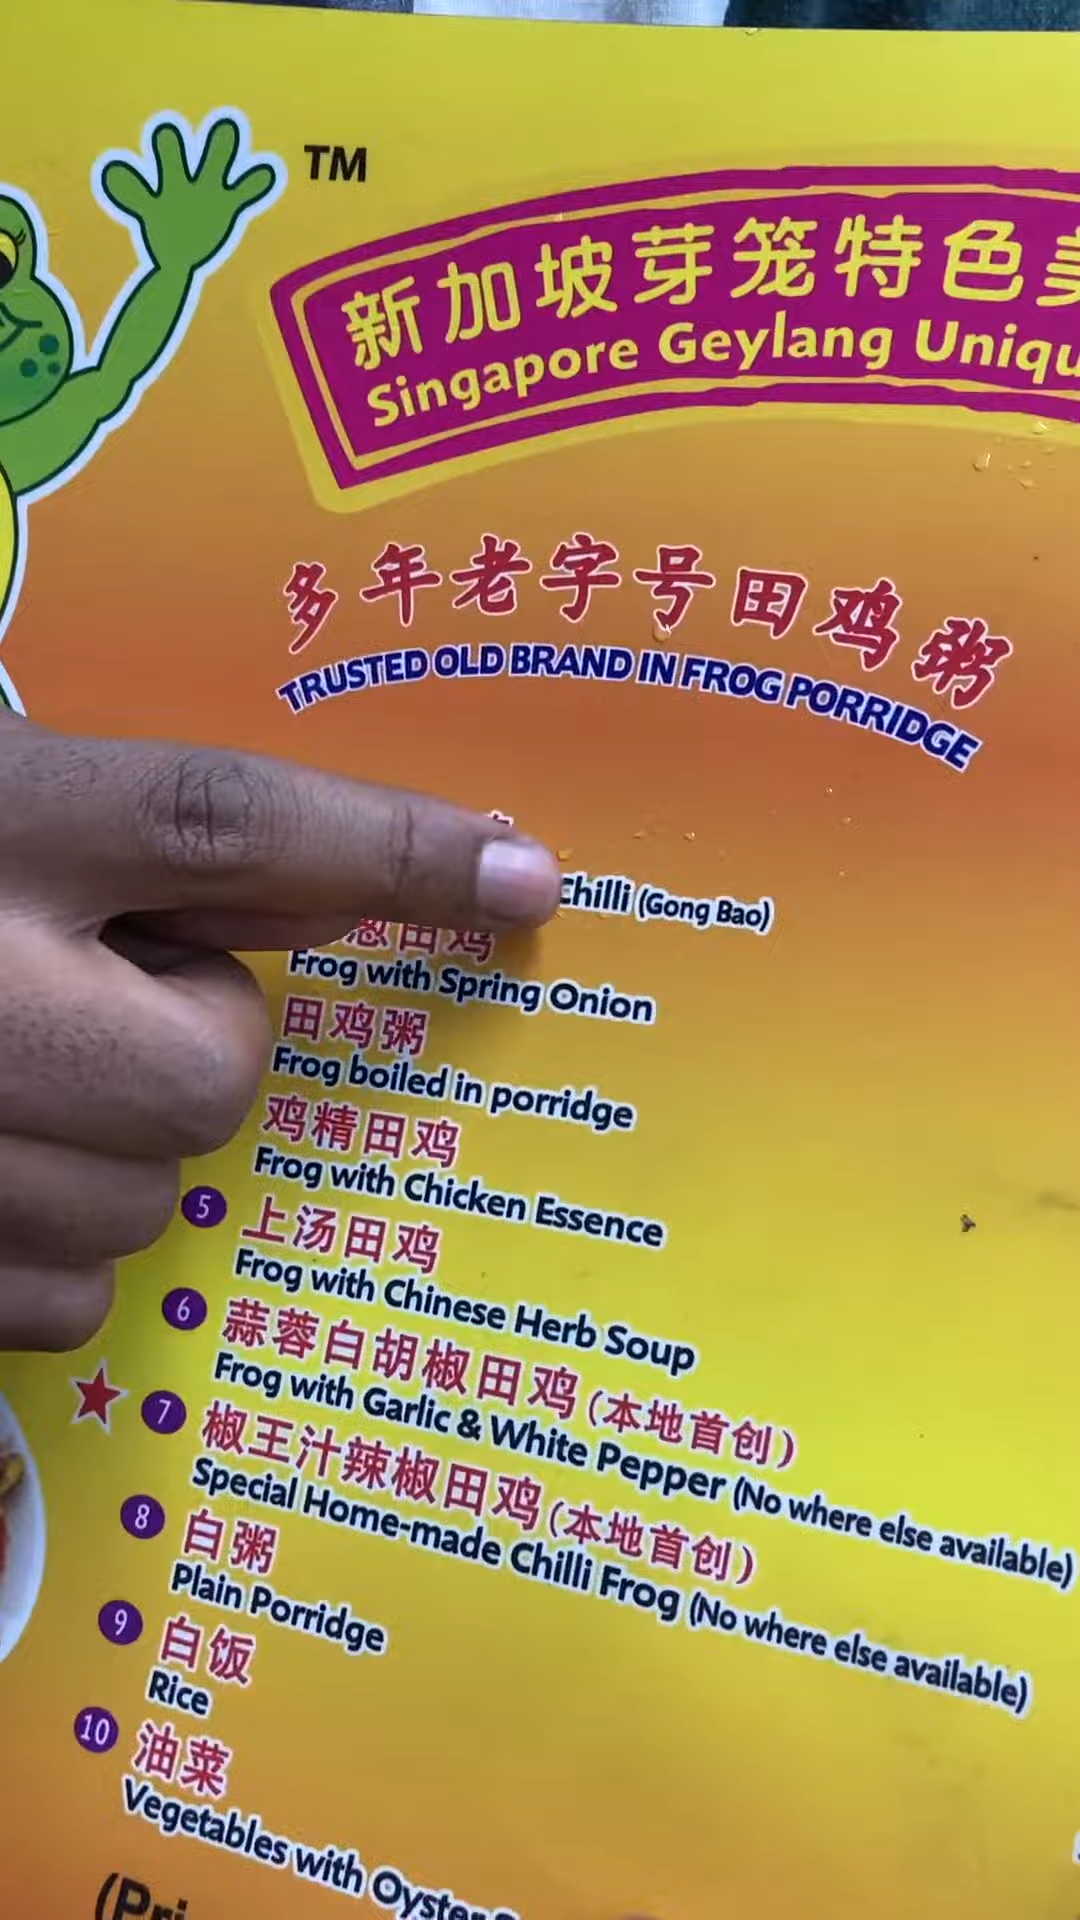 TM
新加坡芽笼特色
Singapore Geylang
多年老字号田鸡粥
TRUSTED OLD BRAND IN FROG PORRIDGE
Chilli (Gong Bao)
葱田鸡
Frog with Spring Onion
田鸡粥
Frog boiled in porridge
鸡精田鸡
Frog with Chicken Essence
5 上汤田鸡
Frog with Chinese Herb Soup
6 蒜蓉白胡椒田鸡(本地首创)
Frog with Garlic & White Pepper (No where else available)
7 椒王汁辣椒田鸡(本地首创)
Special Home-made Chilli Frog (No where else available)
8 白粥
Plain Porridge
9 白饭
Rice
10 油菜
Vegetables with Oyster